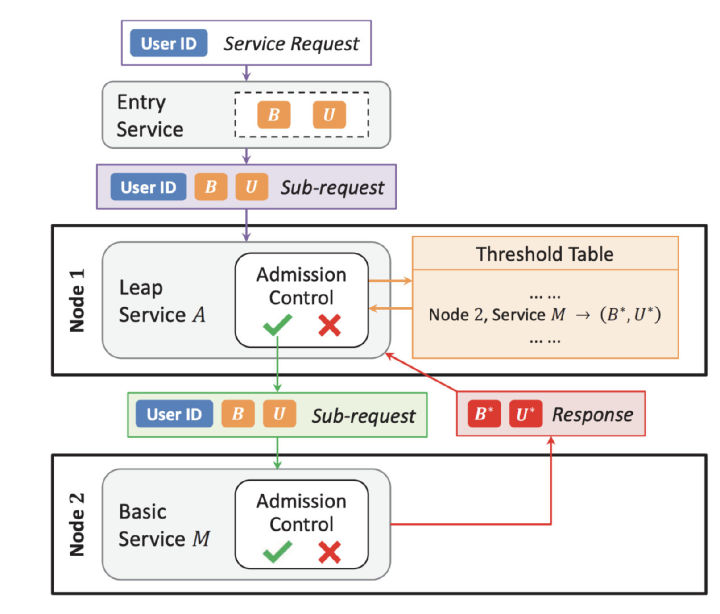 User ID Service Request
Entry
Service
B U
User ID B U Sub-request
Node 1
Leap
Service A
Admission
Control
Threshold Table
... ...
Node 2, Service M → (B*, U*)
... ...
User ID B U Sub-request
B* U* Response
Node 2
Basic
Service M
Admission
Control